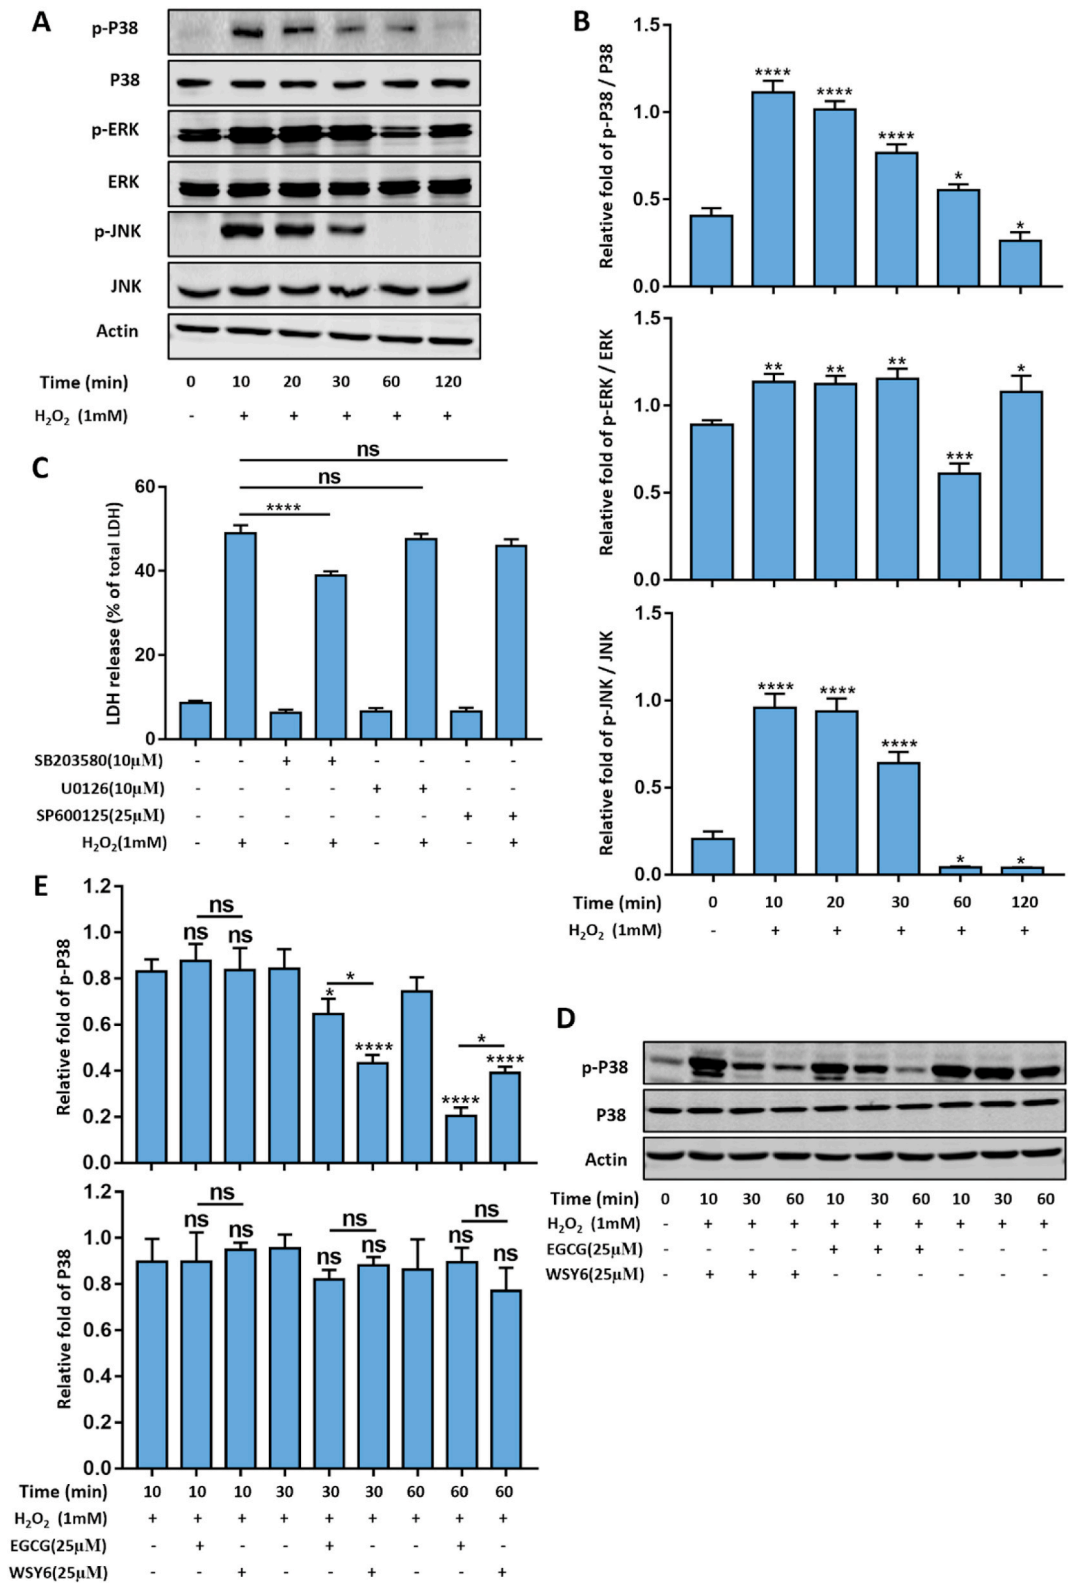 A
p-P38
P38
p-ERK
ERK
p-JNK
JNK
Actin
Time (min) 0 10 20 30 60 120
H₂O₂ (1mM) - + + + + +
B
Relative fold of p-P38 / P38
1.5
1.0
0.5
0.0
**** **** **** * *
Relative fold of p-ERK / ERK
1.5
1.0
0.5
0.0
** ** ** *** *
Relative fold of p-JNK / JNK
1.5
1.0
0.5
0.0
**** **** **** * *
Time (min) 0 10 20 30 60 120
H₂O₂ (1mM) - + + + + +
C
LDH release (% of total LDH)
60
40
20
0
ns
ns
****
SB203580(10μM) - - + + - - - -
U0126(10μM) - - - - + + - -
SP600125(25μM) - - - - - - + +
H₂O₂(1mM) - + - + - + - +
D
p-P38
P38
Actin
Time (min) 0 10 30 60 10 30 60 10 30 60
H₂O₂ (1mM) - + + + + + + + + +
EGCG(25μM) - - - - + + + - - -
WSY6(25μM) - + + + - - - - - -
E
Relative fold of p-P38
1.2
1.0
0.8
0.6
0.4
0.2
0.0
ns
ns ns
*
* ****
*
**** ****
Relative fold of P38
1.2
1.0
0.8
0.6
0.4
0.2
0.0
ns
ns ns
ns
ns ns
ns
ns ns
Time (min) 10 10 10 30 30 30 60 60 60
H₂O₂ (1mM) + + + + + + + + +
EGCG(25μM) - + - - + - - + -
WSY6(25μM) - - + - - + - - +